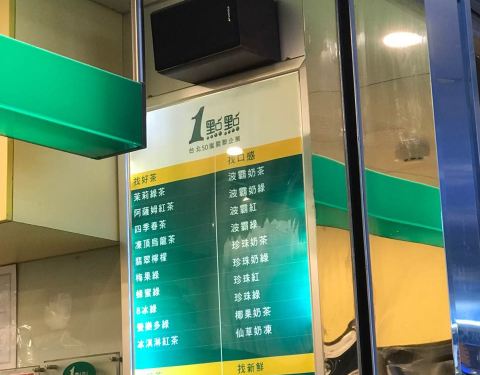 1點點
台北50嵐關聯企業
找好茶
茉莉綠茶
阿薩姆紅茶
四季春茶
凍頂烏龍茶
翡翠檸檬
梅果綠
蜂蜜綠
8冰綠
養樂多綠
冰淇淋紅茶
找口感
波霸奶茶
波霸奶綠
波霸紅
波霸綠
珍珠奶茶
珍珠奶綠
珍珠紅
珍珠綠
椰果奶茶
仙草奶凍
找新鮮